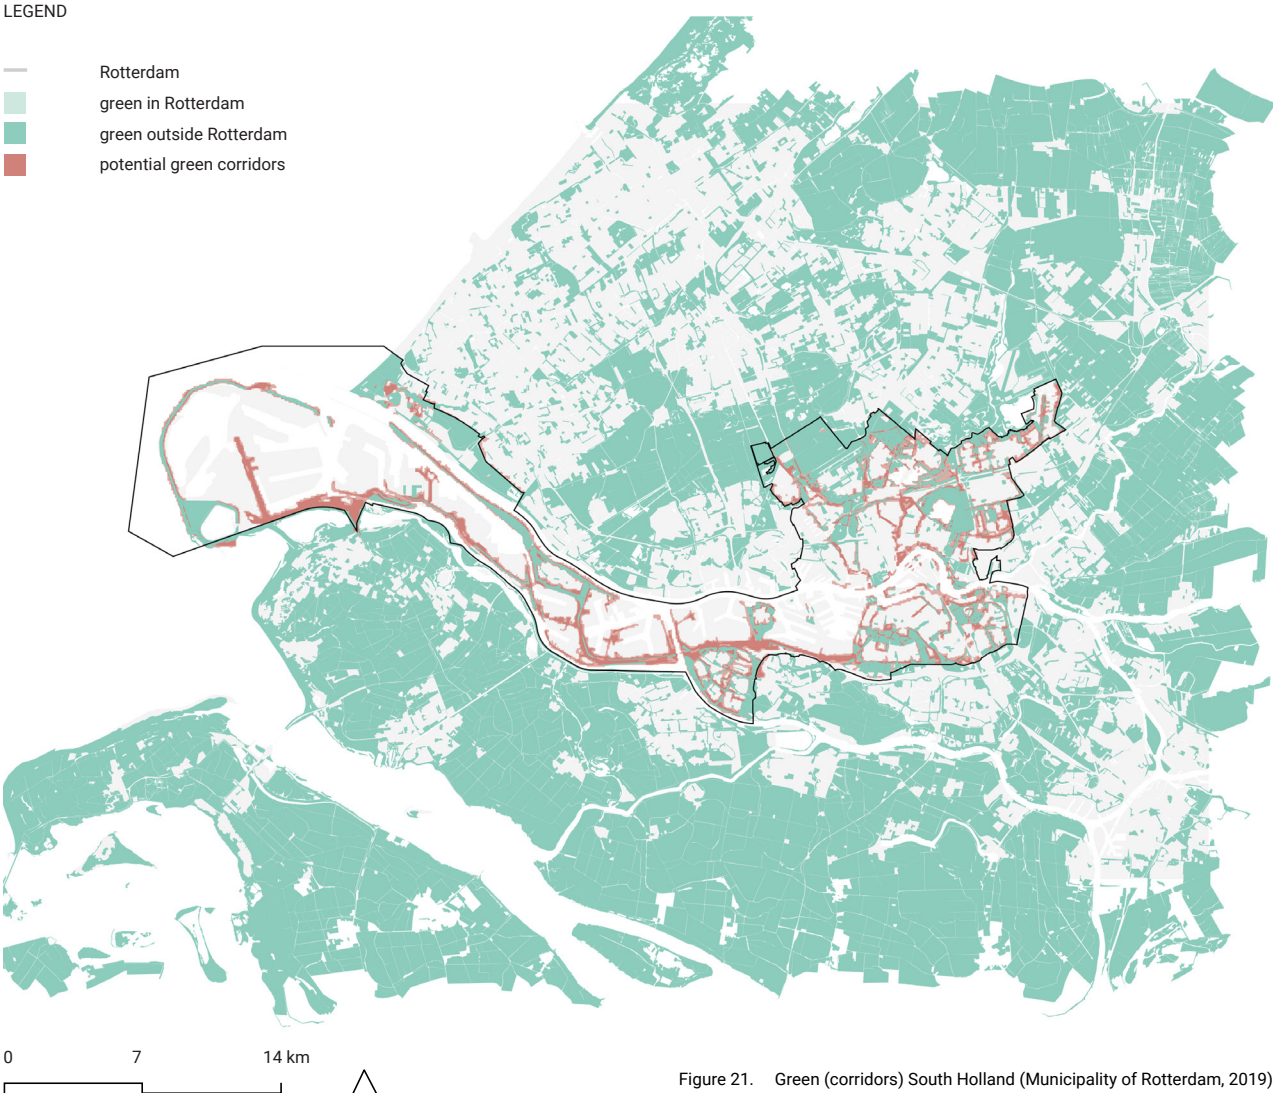 LEGEND
Rotterdam
green in Rotterdam
green outside Rotterdam
potential green corridors
0 7 14 km
Figure 21. Green (corridors) South Holland (Municipality of Rotterdam, 2019)